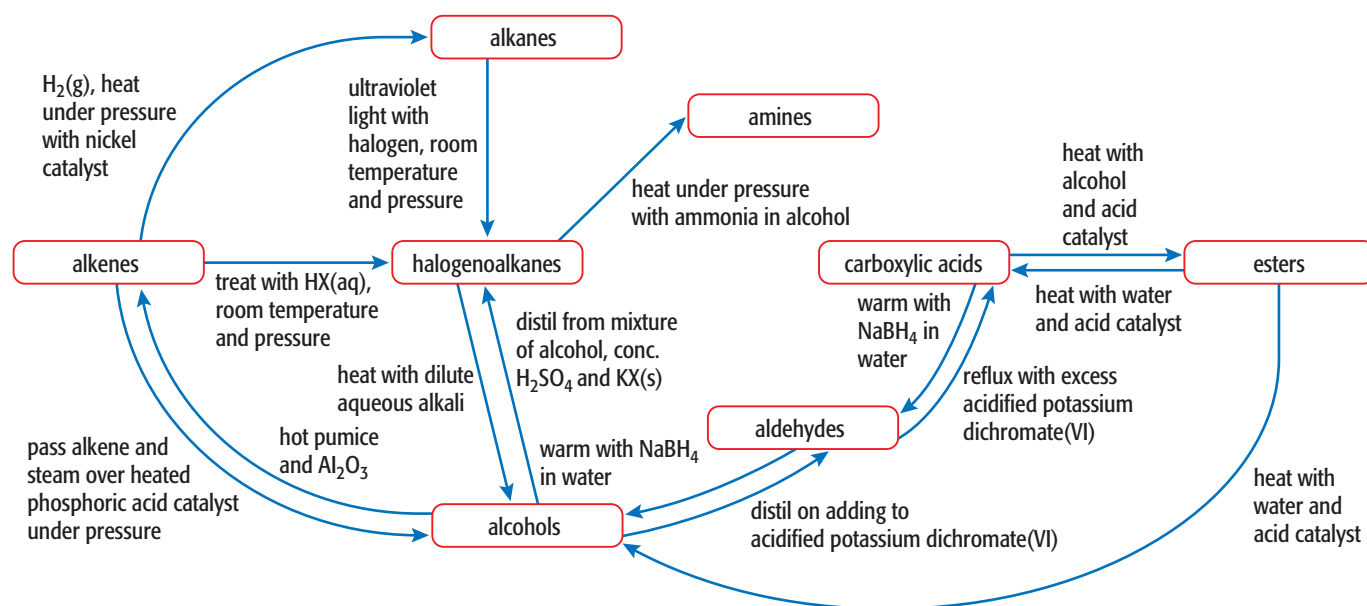 alkanes
H₂(g), heat
under pressure
with nickel
catalyst
ultraviolet
light with
halogen, room
temperature
and pressure
amines
heat under pressure
with ammonia in alcohol
heat with
alcohol
and acid
catalyst
alkenes
halogenoalkanes
carboxylic acids
esters
treat with HX(aq),
room temperature
and pressure
distil from mixture
of alcohol, conc.
H₂SO₄ and KX(s)
warm with
NaBH₄ in
water
heat with water
and acid catalyst
heat with dilute
aqueous alkali
reflux with excess
acidified potassium
dichromate(VI)
aldehydes
pass alkene and
steam over heated
phosphoric acid catalyst
under pressure
hot pumice
and Al₂O₃
warm with NaBH₄
in water
heat with
water and
acid catalyst
alcohols
distil on adding to
acidified potassium dichromate(VI)